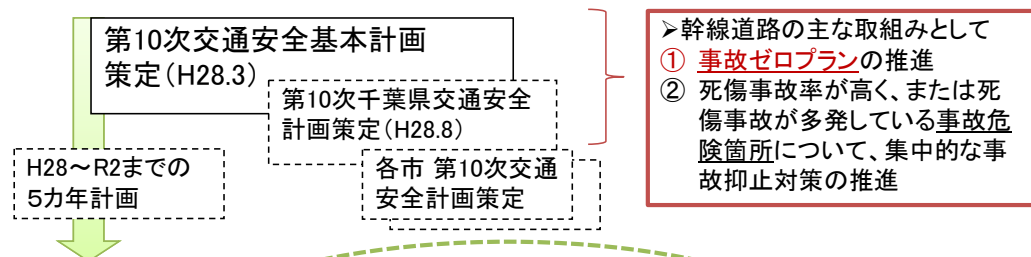 第10次交通安全基本計画
策定（H28.3）
第10次千葉県交通安全
計画策定（H28.8）
各市 第10次交通
安全計画策定
H28～R2までの
５カ年計画
➢幹線道路の主な取組みとして
① 事故ゼロプランの推進
② 死傷事故率が高く、または死
傷事故が多発している事故危
険箇所について、集中的な事
故抑止対策の推進